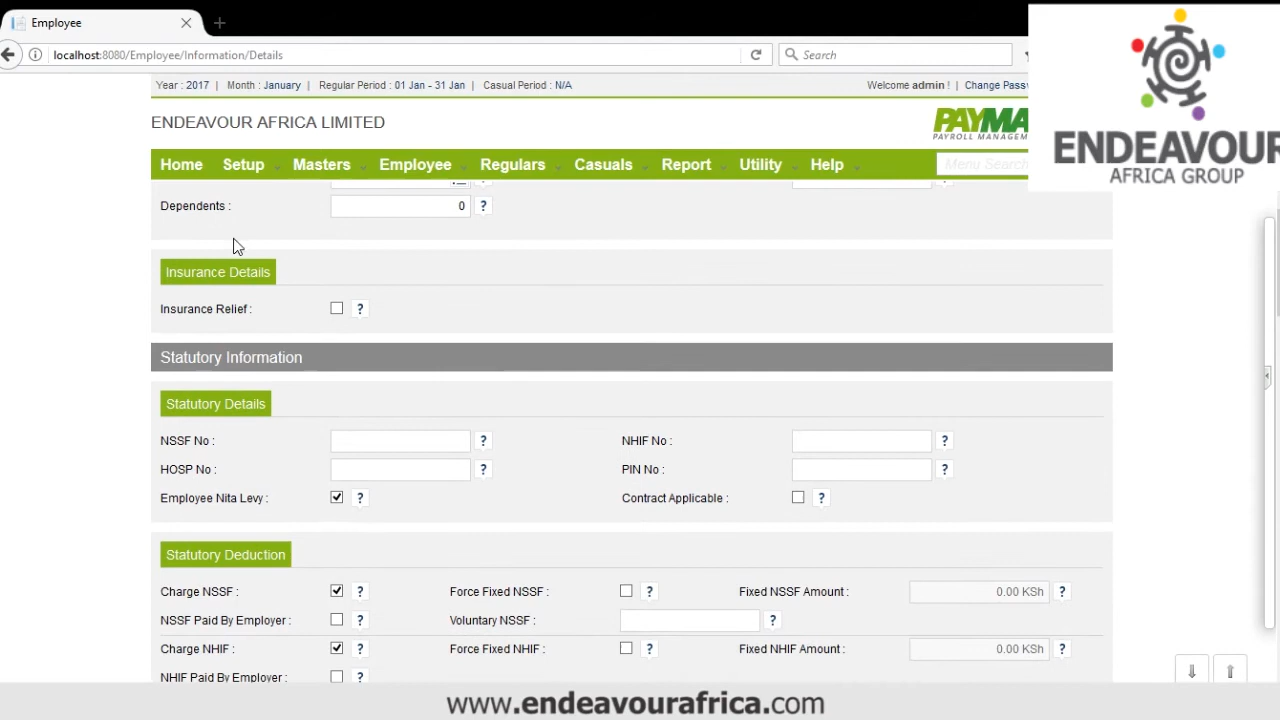 Employee
localhost:8080/Employee/Information/Details
Search
Year : 2017 | Month : January | Regular Period : 01 Jan - 31 Jan | Casual Period : N/A
Welcome admin ! | Change Pass
ENDEAVOUR AFRICA LIMITED
PAYMA
PAYROLL MANAGEM
ENDEAVOUR
AFRICA GROUP
Home Setup Masters Employee Regulars Casuals Report Utility Help Menu Search
Dependents : 0 ?
Insurance Details
Insurance Relief : ?
Statutory Information
Statutory Details
NSSF No : ? NHIF No : ?
HOSP No : ? PIN No : ?
Employee Nita Levy : ? Contract Applicable : ?
Statutory Deduction
Charge NSSF : ? Force Fixed NSSF : ? Fixed NSSF Amount : 0.00 KSh ?
NSSF Paid By Employer : ? Voluntary NSSF : ?
Charge NHIF : ? Force Fixed NHIF : ? Fixed NHIF Amount : 0.00 KSh ?
NHIF Paid By Employer : ?
www.endeavourafrica.com